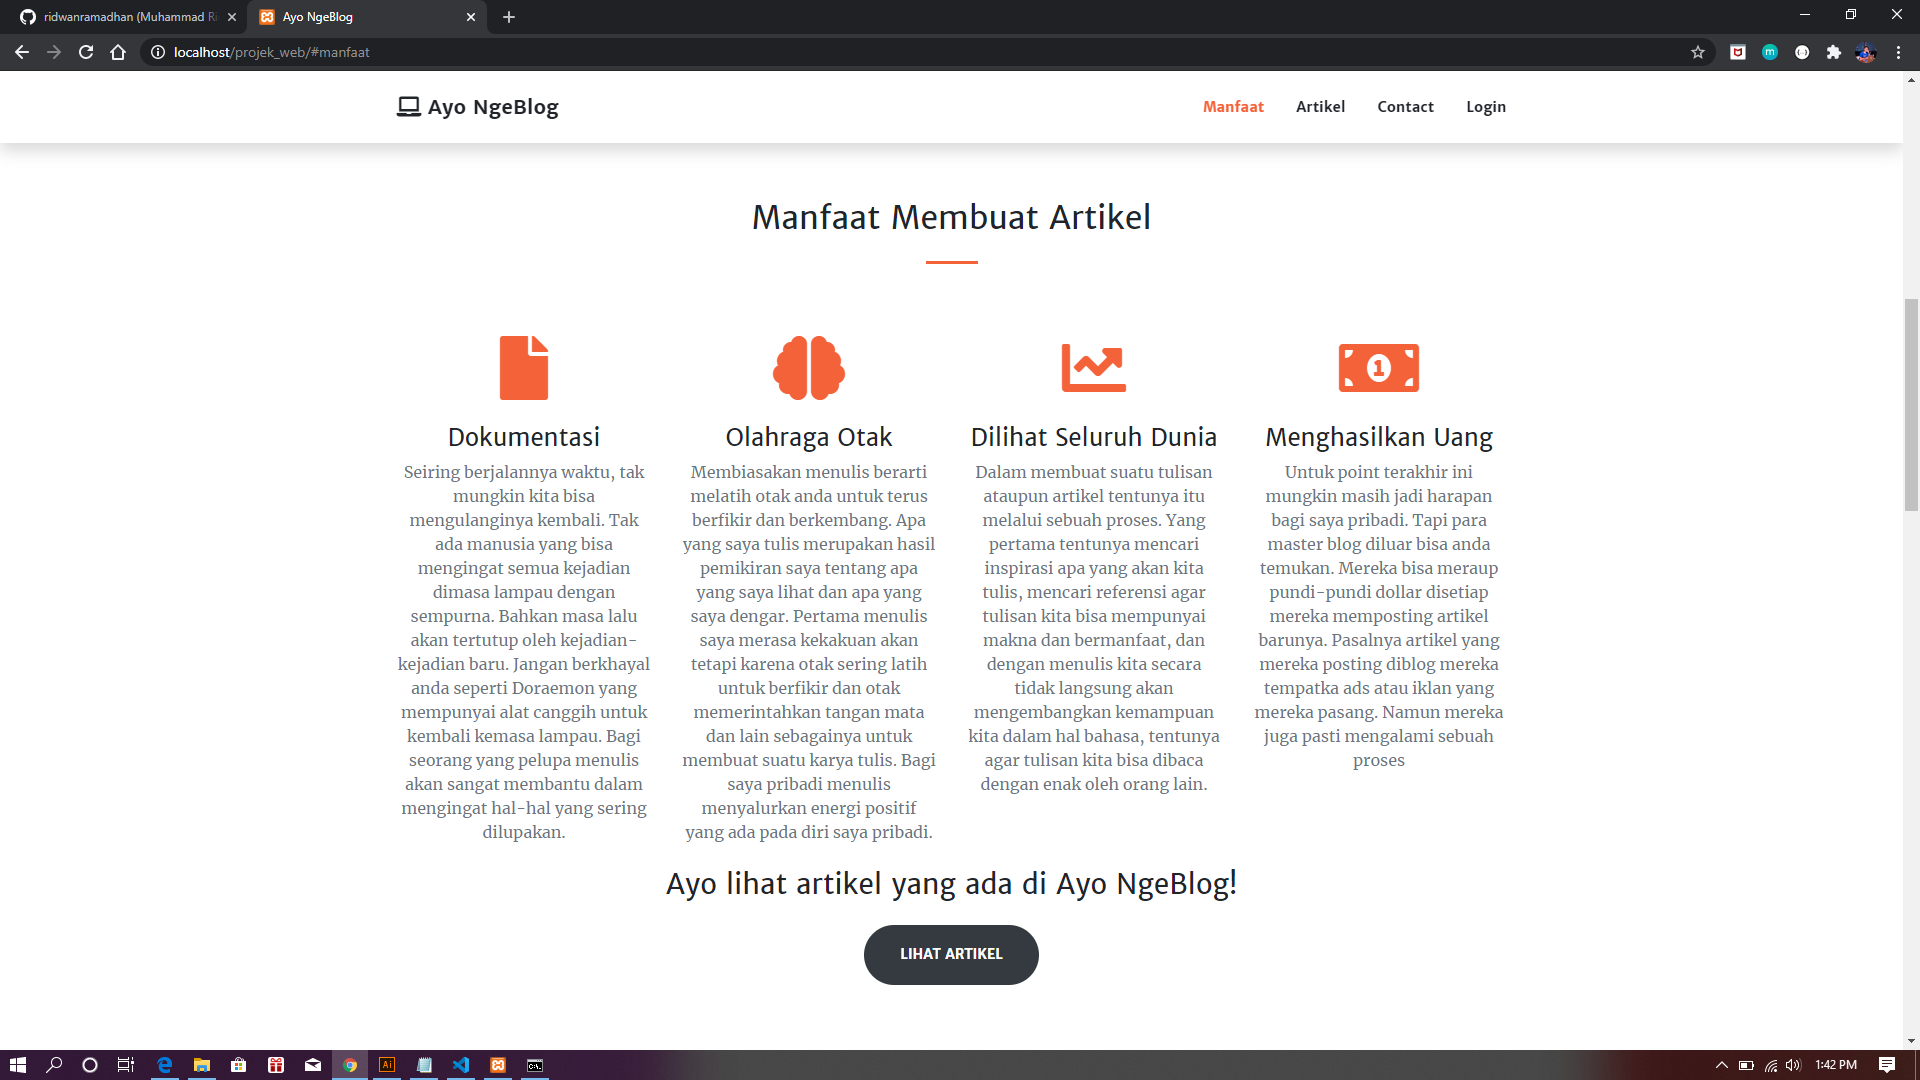 ridwanramadhan (Muhammad Ri
Ayo NgeBlog
localhost/projek_web/#manfaat
Ayo NgeBlog
Manfaat
Artikel
Contact
Login
Manfaat Membuat Artikel
Dokumentasi
Seiring berjalannya waktu, tak
mungkin kita bisa
mengulanginya kembali. Tak
ada manusia yang bisa
mengingat semua kejadian
dimasa lampau dengan
sempurna. Bahkan masa lalu
akan tertutup oleh kejadian-
kejadian baru. Jangan berkhayal
anda seperti Doraemon yang
mempunyai alat canggih untuk
kembali kemasa lampau. Bagi
seorang yang pelupa menulis
akan sangat membantu dalam
mengingat hal-hal yang sering
dilupakan.
Olahraga Otak
Membiasakan menulis berarti
melatih otak anda untuk terus
berfikir dan berkembang. Apa
yang saya tulis merupakan hasil
pemikiran saya tentang apa
yang saya lihat dan apa yang
saya dengar. Pertama menulis
saya merasa kekakuan akan
tetapi karena otak sering latih
untuk berfikir dan otak
memerintahkan tangan mata
dan lain sebagainya untuk
membuat suatu karya tulis. Bagi
saya pribadi menulis
menyalurkan energi positif
yang ada pada diri saya pribadi.
Dilihat Seluruh Dunia
Dalam membuat suatu tulisan
ataupun artikel tentunya itu
melalui sebuah proses. Yang
pertama tentunya mencari
inspirasi apa yang akan kita
tulis, mencari referensi agar
tulisan kita bisa mempunyai
makna dan bermanfaat, dan
dengan menulis kita secara
tidak langsung akan
mengembangkan kemampuan
kita dalam hal bahasa, tentunya
agar tulisan kita bisa dibaca
dengan enak oleh orang lain.
1
Menghasilkan Uang
Untuk point terakhir ini
mungkin masih jadi harapan
bagi saya pribadi. Tapi para
master blog diluar bisa anda
temukan. Mereka bisa meraup
pundi-pundi dollar disetiap
mereka memposting artikel
barunya. Pasalnya artikel yang
mereka posting diblog mereka
tempatka ads atau iklan yang
mereka pasang. Namun mereka
juga pasti mengalami sebuah
proses
Ayo lihat artikel yang ada di Ayo NgeBlog!
LIHAT ARTIKEL
Ai
1:42 PM